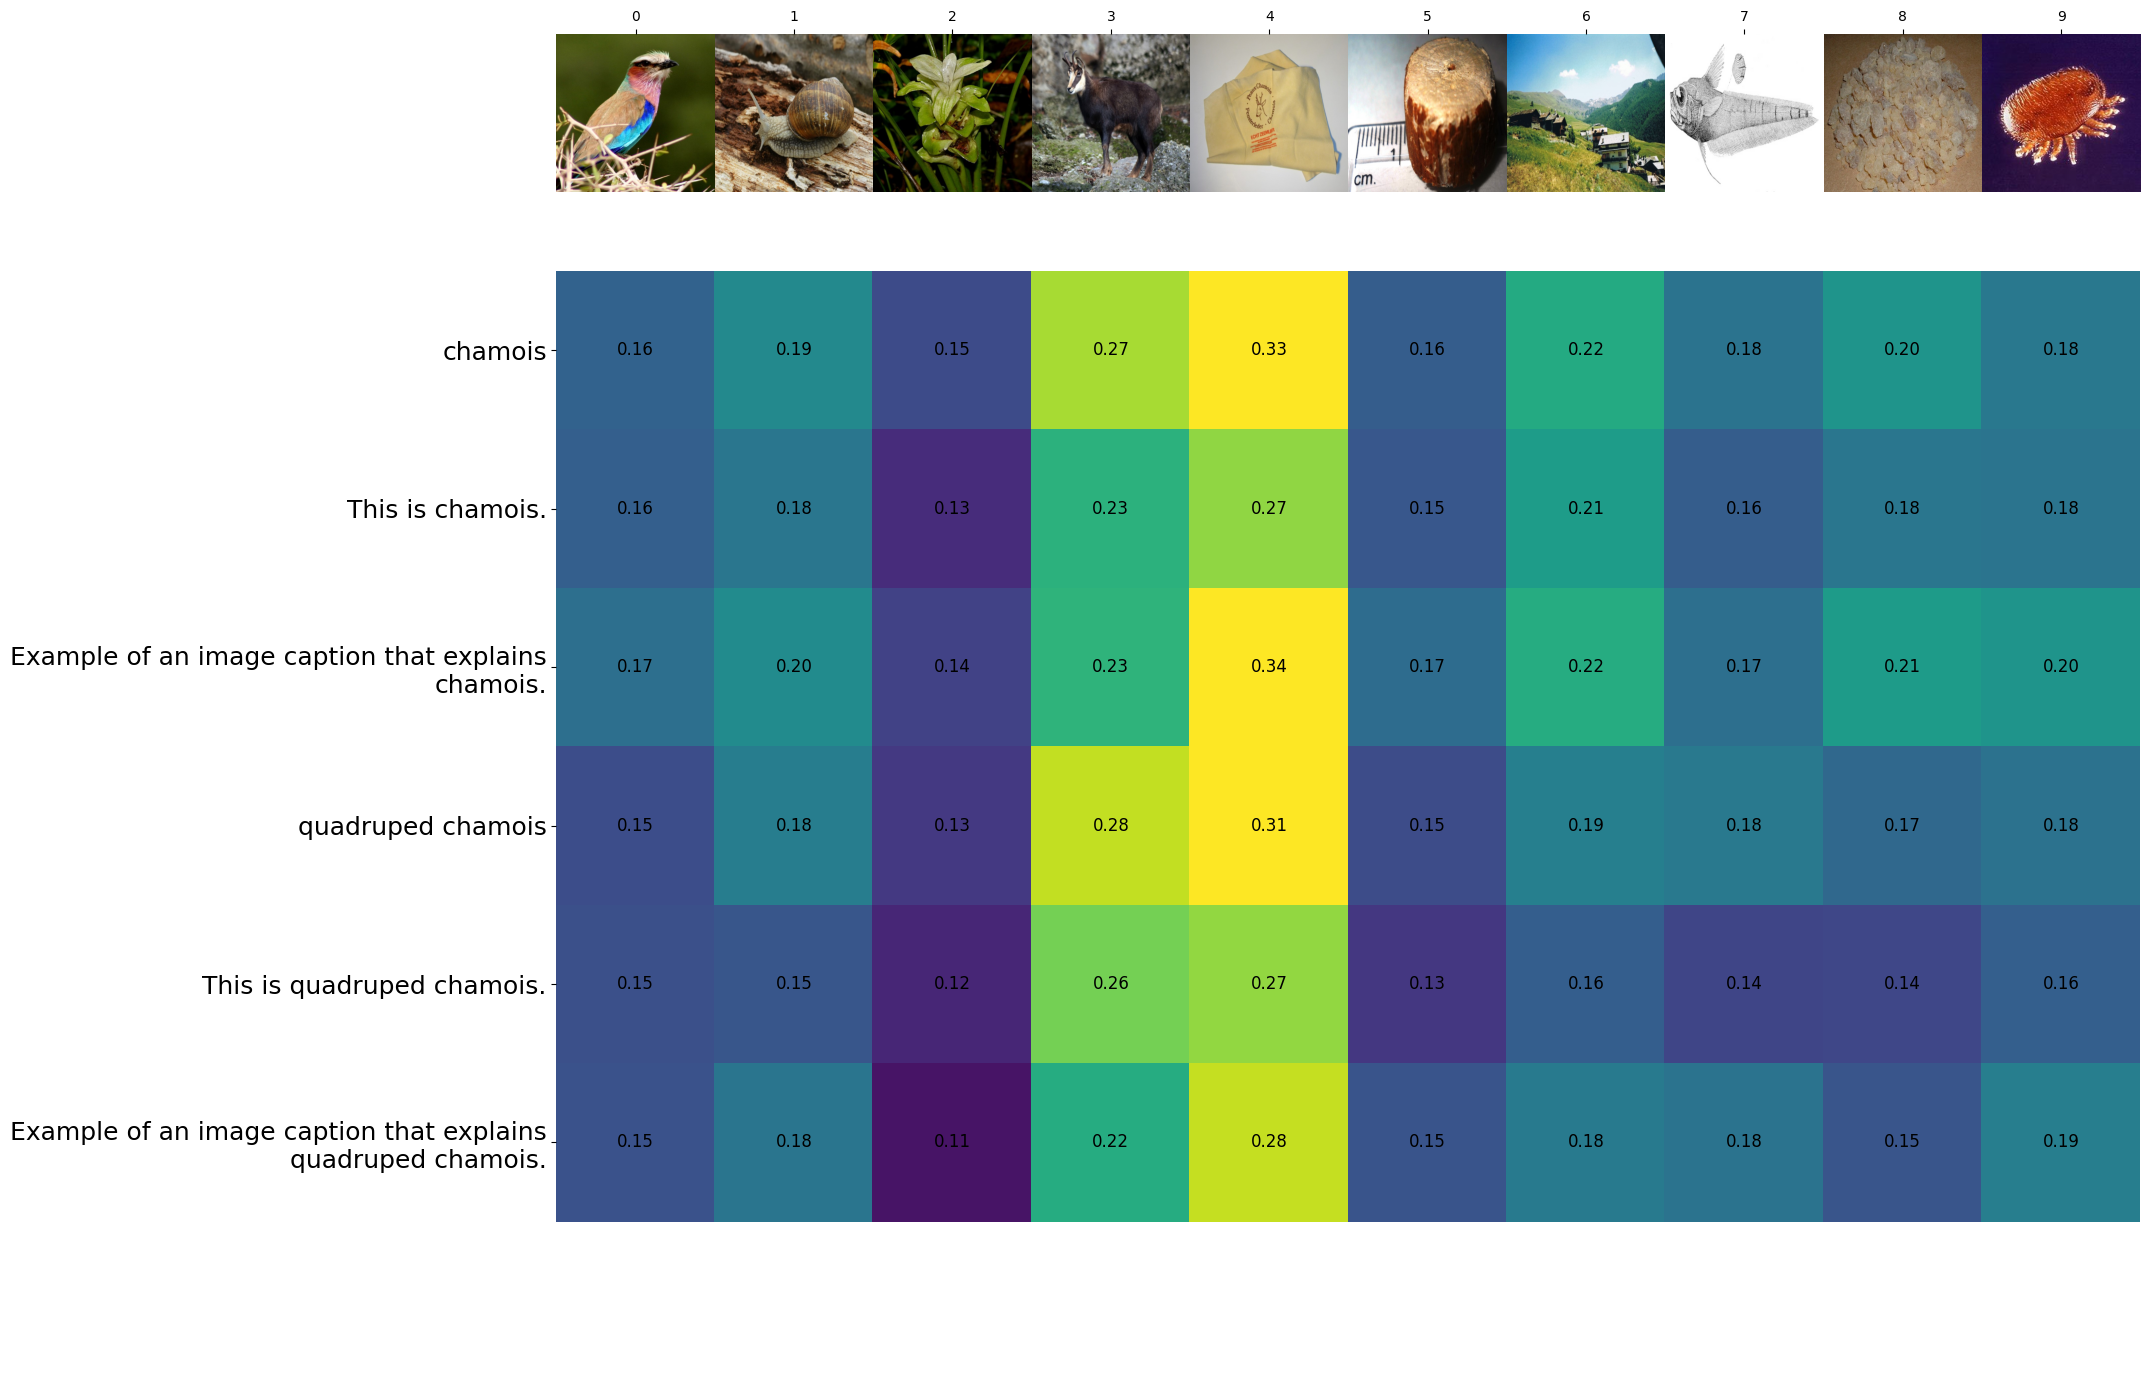 0 1 2 3 4 5 6 7 8 9
cm.
1
chamois 0.16 0.19 0.15 0.27 0.33 0.16 0.22 0.18 0.20 0.18
This is chamois. 0.16 0.18 0.13 0.23 0.27 0.15 0.21 0.16 0.18 0.18
Example of an image caption that explains
chamois. 0.17 0.20 0.14 0.23 0.34 0.17 0.22 0.17 0.21 0.20
quadruped chamois 0.15 0.18 0.13 0.28 0.31 0.15 0.19 0.18 0.17 0.18
This is quadruped chamois. 0.15 0.15 0.12 0.26 0.27 0.13 0.16 0.14 0.14 0.16
Example of an image caption that explains
quadruped chamois. 0.15 0.18 0.11 0.22 0.28 0.15 0.18 0.18 0.15 0.19